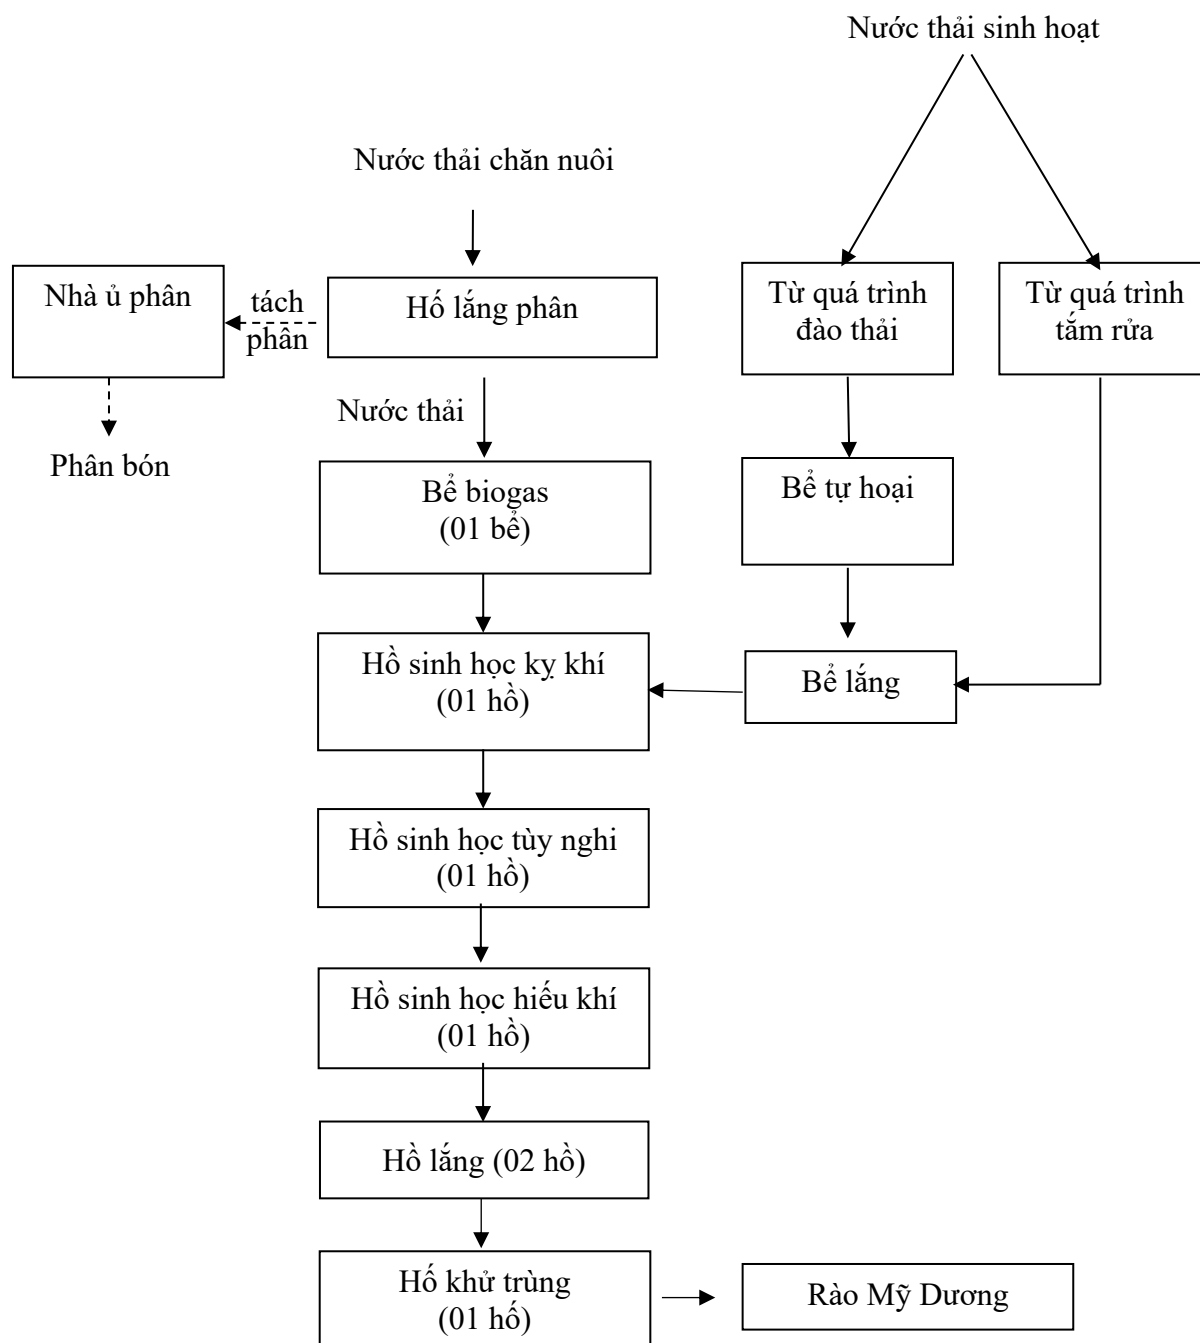 Nước thải sinh hoạt
Nước thải chăn nuôi
Nhà ủ phân
tách
phân
Hố lắng phân
Từ quá trình
đào thải
Từ quá trình
tắm rửa
Nước thải
Phân bón
Bể biogas
(01 bể)
Bể tự hoại
Hồ sinh học kỵ khí
(01 hồ)
Bể lắng
Hồ sinh học tùy nghi
(01 hồ)
Hồ sinh học hiếu khí
(01 hồ)
Hồ lắng (02 hồ)
Hố khử trùng
(01 hố)
Rào Mỹ Dương